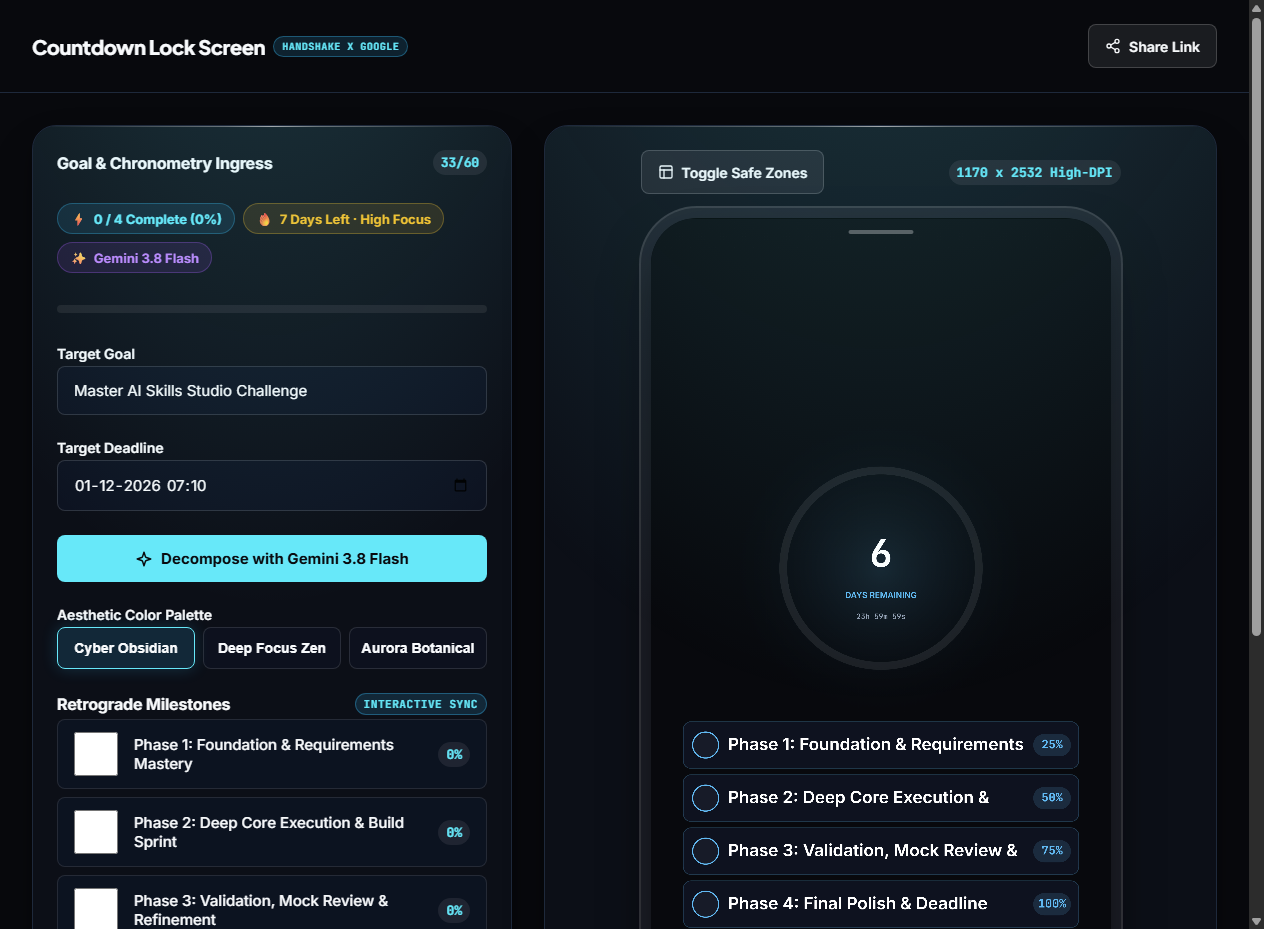 Countdown Lock Screen
HANDSHAKE X GOOGLE
Share Link
Goal & Chronometry Ingress
33/60
0 / 4 Complete (0%)
7 Days Left · High Focus
Gemini 3.8 Flash
Target Goal
Master AI Skills Studio Challenge
Target Deadline
01-12-2026 07:10
Decompose with Gemini 3.8 Flash
Aesthetic Color Palette
Cyber Obsidian
Deep Focus Zen
Aurora Botanical
Retrograde Milestones
INTERACTIVE SYNC
Phase 1: Foundation & Requirements
Mastery
0%
Phase 2: Deep Core Execution & Build
Sprint
0%
Phase 3: Validation, Mock Review &
Refinement
0%
Toggle Safe Zones
1170 x 2532 High-DPI
6
DAYS REMAINING
23h 59m 59s
Phase 1: Foundation & Requirements
25%
Phase 2: Deep Core Execution &
50%
Phase 3: Validation, Mock Review &
75%
Phase 4: Final Polish & Deadline
100%